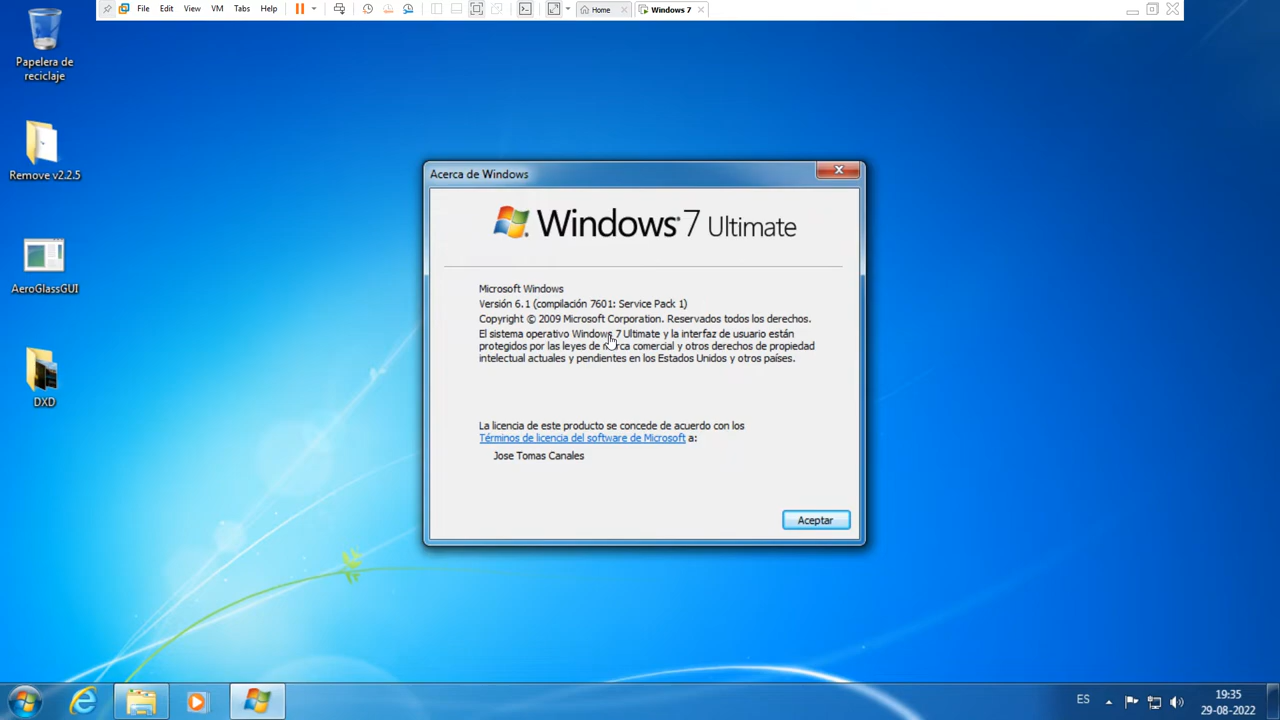 File Edit View VM Tabs Help
Home
Windows 7
Papelera de
reciclaje
Remove v2.2.5
AeroGlassGUI
DXD
Acerca de Windows
Windows 7 Ultimate
Microsoft Windows
Versión 6.1 (compilación 7601: Service Pack 1)
Copyright © 2009 Microsoft Corporation. Reservados todos los derechos.
El sistema operativo Windows 7 Ultimate y la interfaz de usuario están
protegidos por las leyes de marca comercial y otros derechos de propiedad
intelectual actuales y pendientes en los Estados Unidos y otros países.
La licencia de este producto se concede de acuerdo con los
Términos de licencia del software de Microsoft a:
Jose Tomas Canales
Aceptar
ES
19:35
29-08-2022